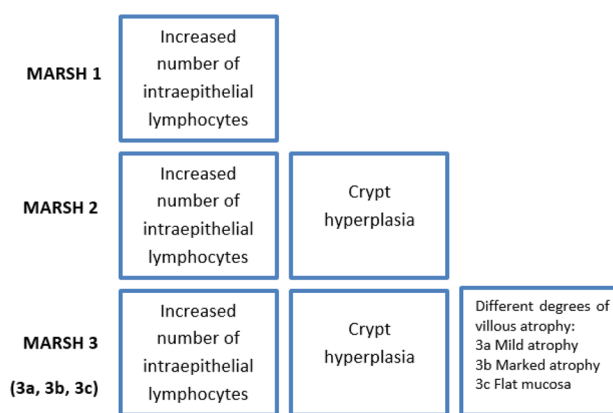 MARSH 1
Increased
number of
intraepithelial
lymphocytes
MARSH 2
Increased
number of
intraepithelial
lymphocytes
Crypt
hyperplasia
MARSH 3
(3a, 3b, 3c)
Increased
number of
intraepithelial
lymphocytes
Crypt
hyperplasia
Different degrees of
villous atrophy:
3a Mild atrophy
3b Marked atrophy
3c Flat mucosa